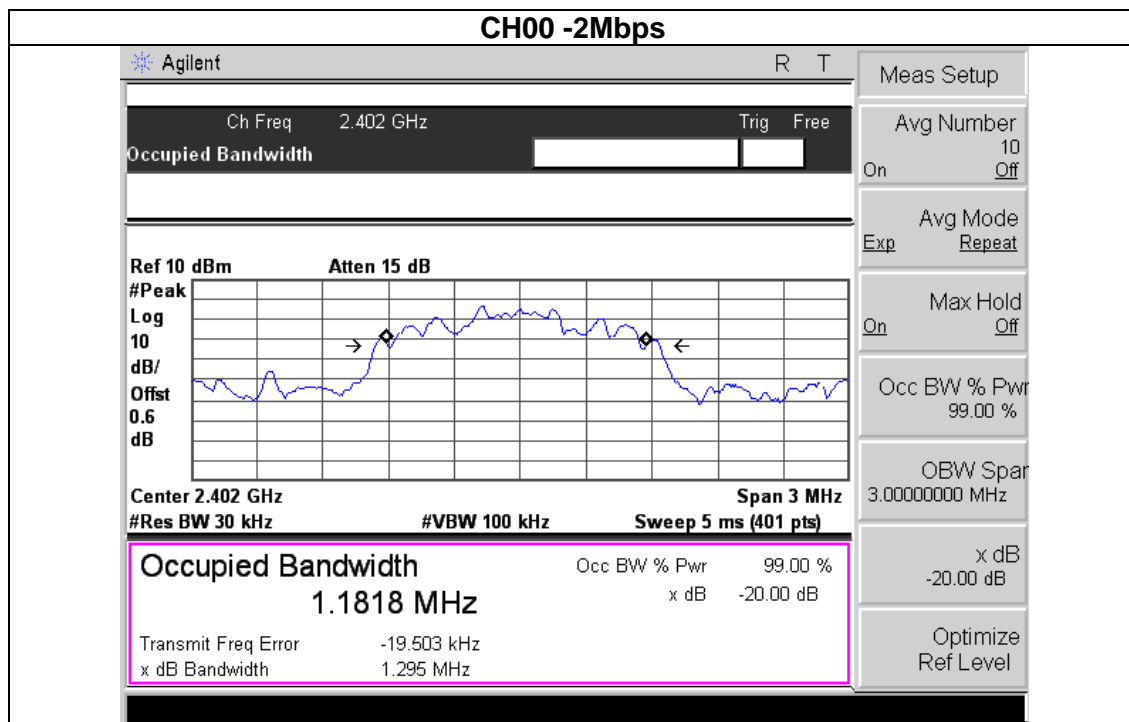 CH00 -2Mbps
Agilent R T
Meas Setup
Ch Freq 2.402 GHz Trig Free
Occupied Bandwidth
Avg Number
10
On Off
Avg Mode
Exp Repeat
Ref 10 dBm Atten 15 dB
#Peak
Log
10
dB/
Offst
0.6
dB
Max Hold
On Off
Occ BW % Pwr
99.00 %
OBW Span
3.00000000 MHz
Center 2.402 GHz Span 3 MHz
#Res BW 30 kHz #VBW 100 kHz Sweep 5 ms (401 pts)
Occupied Bandwidth Occ BW % Pwr 99.00 %
1.1818 MHz x dB -20.00 dB
Transmit Freq Error -19.503 kHz
x dB Bandwidth 1.295 MHz
x dB
-20.00 dB
Optimize
Ref Level